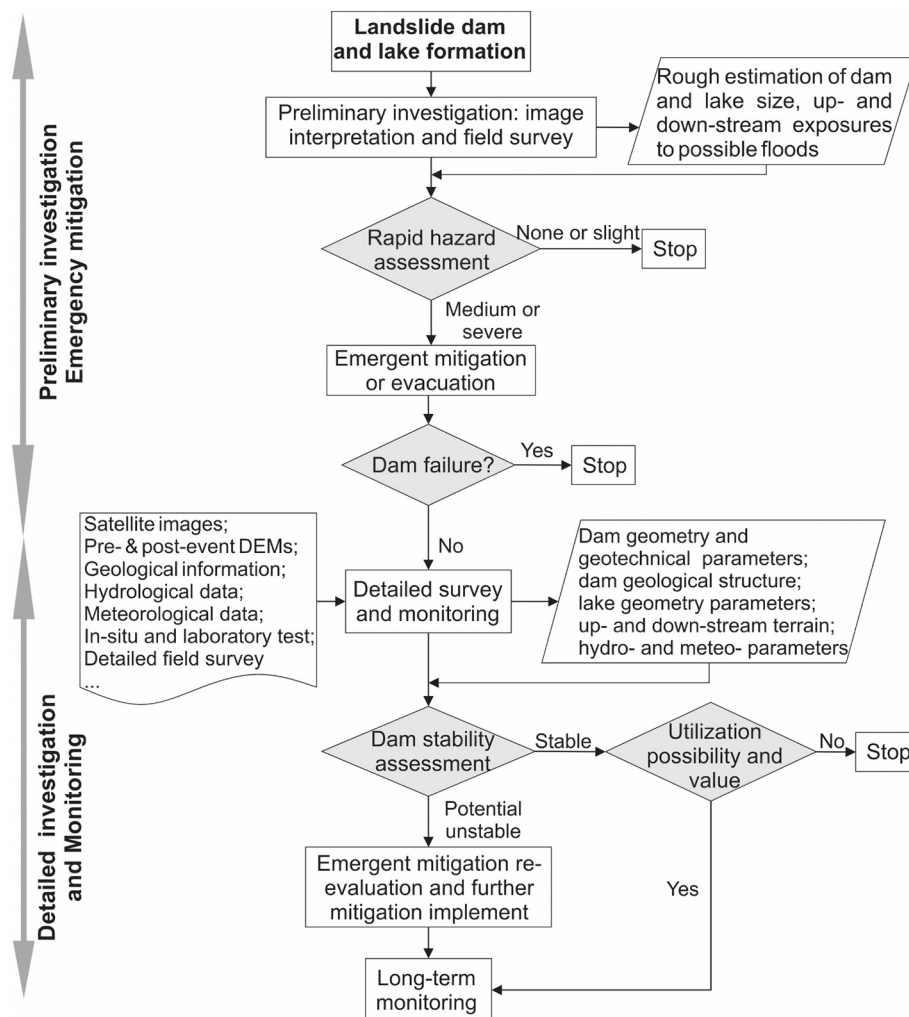 Landslide dam
and lake formation
Preliminary investigation: image
interpretation and field survey
Rough estimation of dam
and lake size, up- and
down-stream exposures
to possible floods
Rapid hazard
assessment
None or slight
Stop
Medium or
severe
Emergent mitigation
or evacuation
Dam failure?
Yes
Stop
No
Preliminary investigation
Emergency mitigation
Satellite images;
Pre- & post-event DEMs;
Geological information;
Hydrological data;
Meteorological data;
In-situ and laboratory test;
Detailed field survey
...
Detailed survey
and monitoring
Dam geometry and
geotechnical parameters;
dam geological structure;
lake geometry parameters;
up- and down-stream terrain;
hydro- and meteo- parameters
Dam stability
assessment
Stable
Utilization
possibility and
value
No
Stop
Potential
unstable
Emergent mitigation re-
evaluation and further
mitigation implement
Yes
Long-term
monitoring
Detailed investigation
and Monitoring